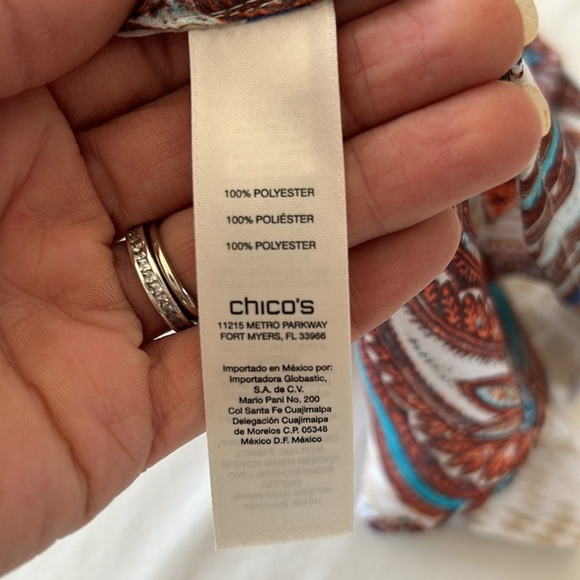 100% POLYESTER
100% POLIÉSTER
100% POLYESTER
chico's
11215 METRO PARKWAY
FORT MYERS, FL 33966
Importado en México por:
Importadora Globastic,
S.A. de C.V.
Mario Pani No. 200
Col Santa Fe Cuajimalpa
Delegación Cuajimalpa
de Morelos C.P. 05348
México D.F. México